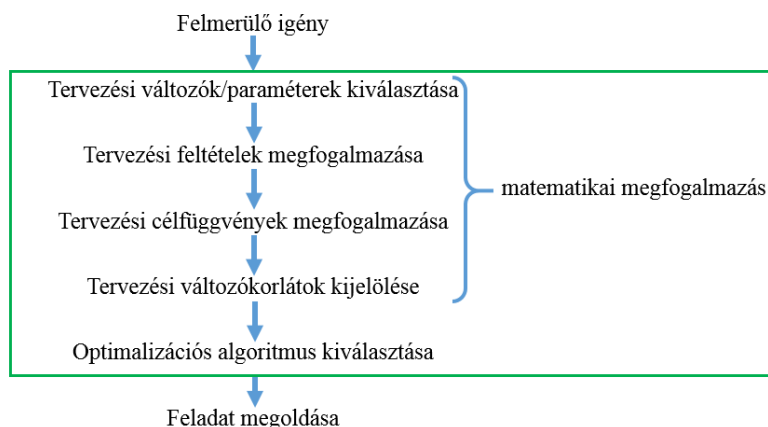 Felmerülő igény
Tervezési változók/paraméterek kiválasztása
Tervezési feltételek megfogalmazása
matematikai megfogalmazás
Tervezési célfüggvények megfogalmazása
Tervezési változókorlátok kijelölése
Optimalizációs algoritmus kiválasztása
Feladat megoldása